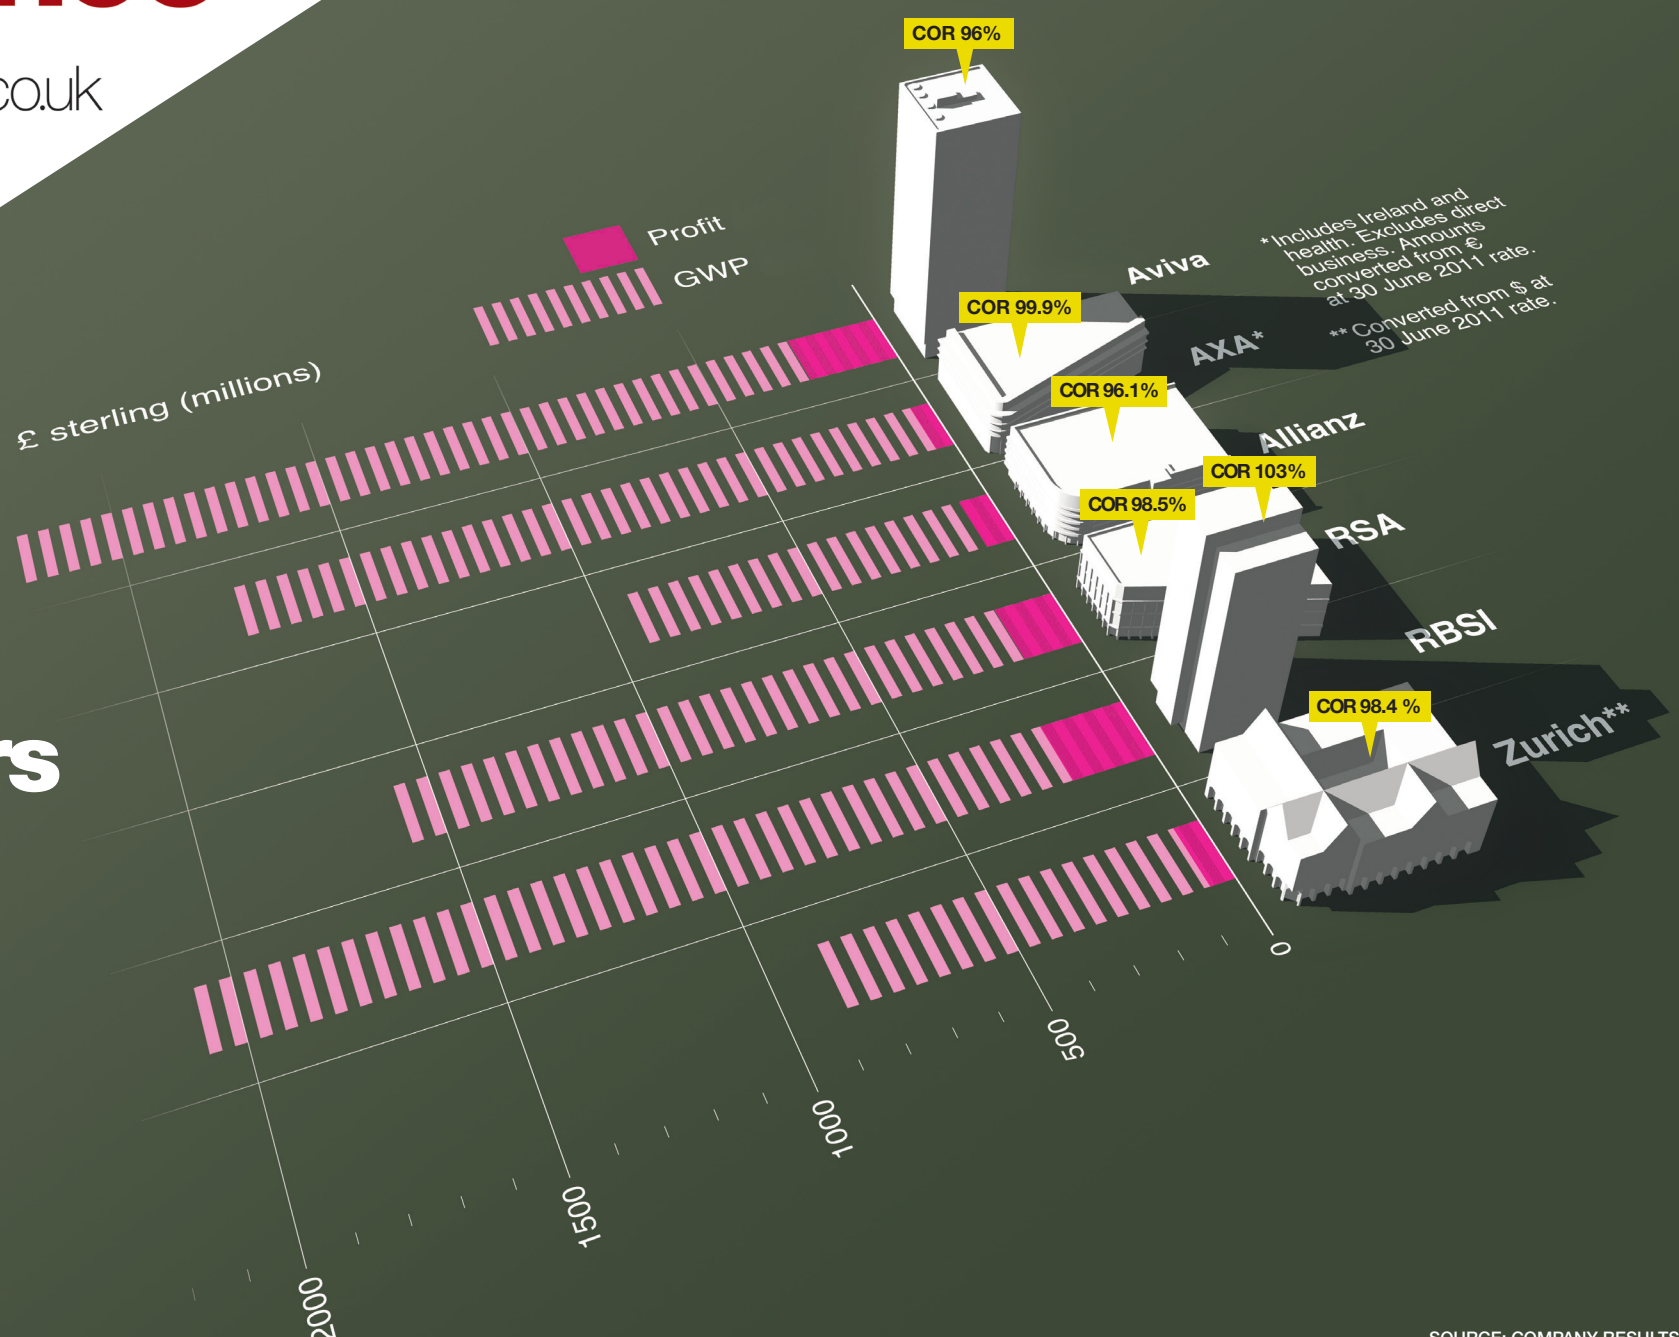 co.uk
COR 96%
Profit
GWP
£ sterling (millions)
* Includes Ireland and
health. Excludes direct
business. Amounts
converted from €
at 30 June 2011 rate.
** Converted from $ at
30 June 2011 rate.
Aviva
COR 99.9%
AXA*
COR 96.1%
Allianz
COR 103%
COR 98.5%
RSA
RBSI
COR 98.4 %
Zurich**
rs
0
500
1000
1500
2000
SOURCE: COMPANY RESULTS